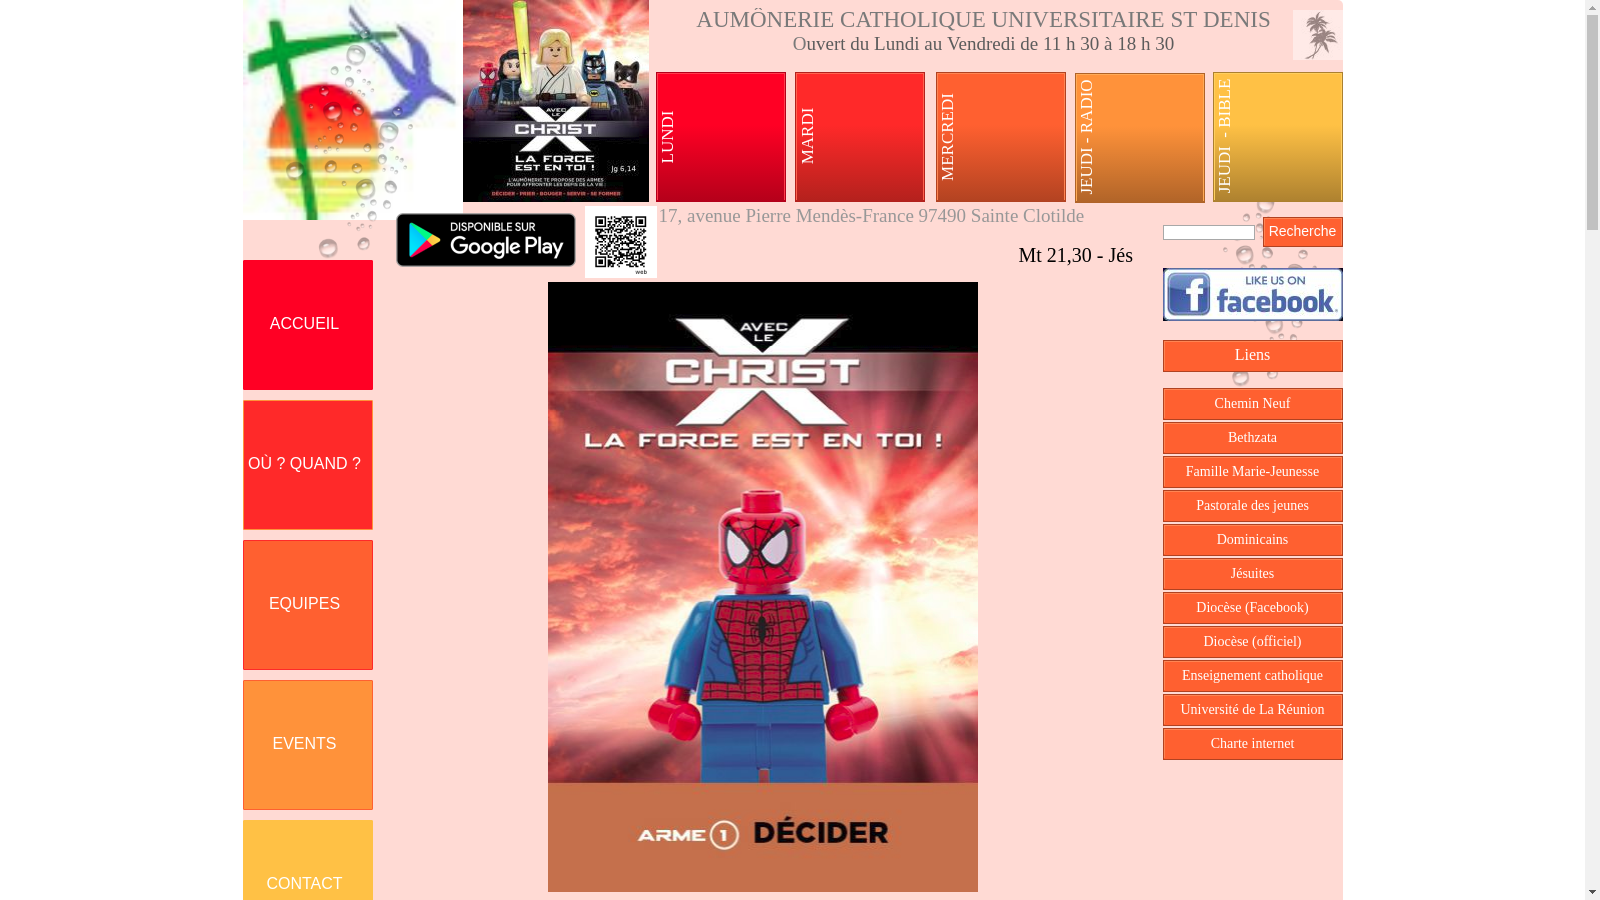 AUMÔNERIE CATHOLIQUE UNIVERSITAIRE ST DENIS
Ouvert du Lundi au Vendredi de 11 h 30 à 18 h 30
AVEC
LE
CHRIST
LA FORCE
EST EN TOI !
Jg 6,14
L'AUMÔNERIE TE PROPOSE DES ARMES
POUR AFFRONTER LES DEFIS DE LA VIE :
DÉCIDER - PRIER - BOUGER - SERVIR - SE FORMER
LUNDI
MARDI
MERCREDI
JEUDI - RADIO
JEUDI - BIBLE
17, avenue Pierre Mendès-France 97490 Sainte Clotilde
DISPONIBLE SUR
Google Play
web
Recherche
Mt 21,30 - Jés
LIKE US ON
facebook
ACCUEIL
OÙ ? QUAND ?
EQUIPES
EVENTS
CONTACT
AVEC
LE
CHRIST
LA FORCE EST EN TOI !
ARME 1 DÉCIDER
Liens
Chemin Neuf
Bethzata
Famille Marie-Jeunesse
Pastorale des jeunes
Dominicains
Jésuites
Diocèse (Facebook)
Diocèse (officiel)
Enseignement catholique
Université de La Réunion
Charte internet